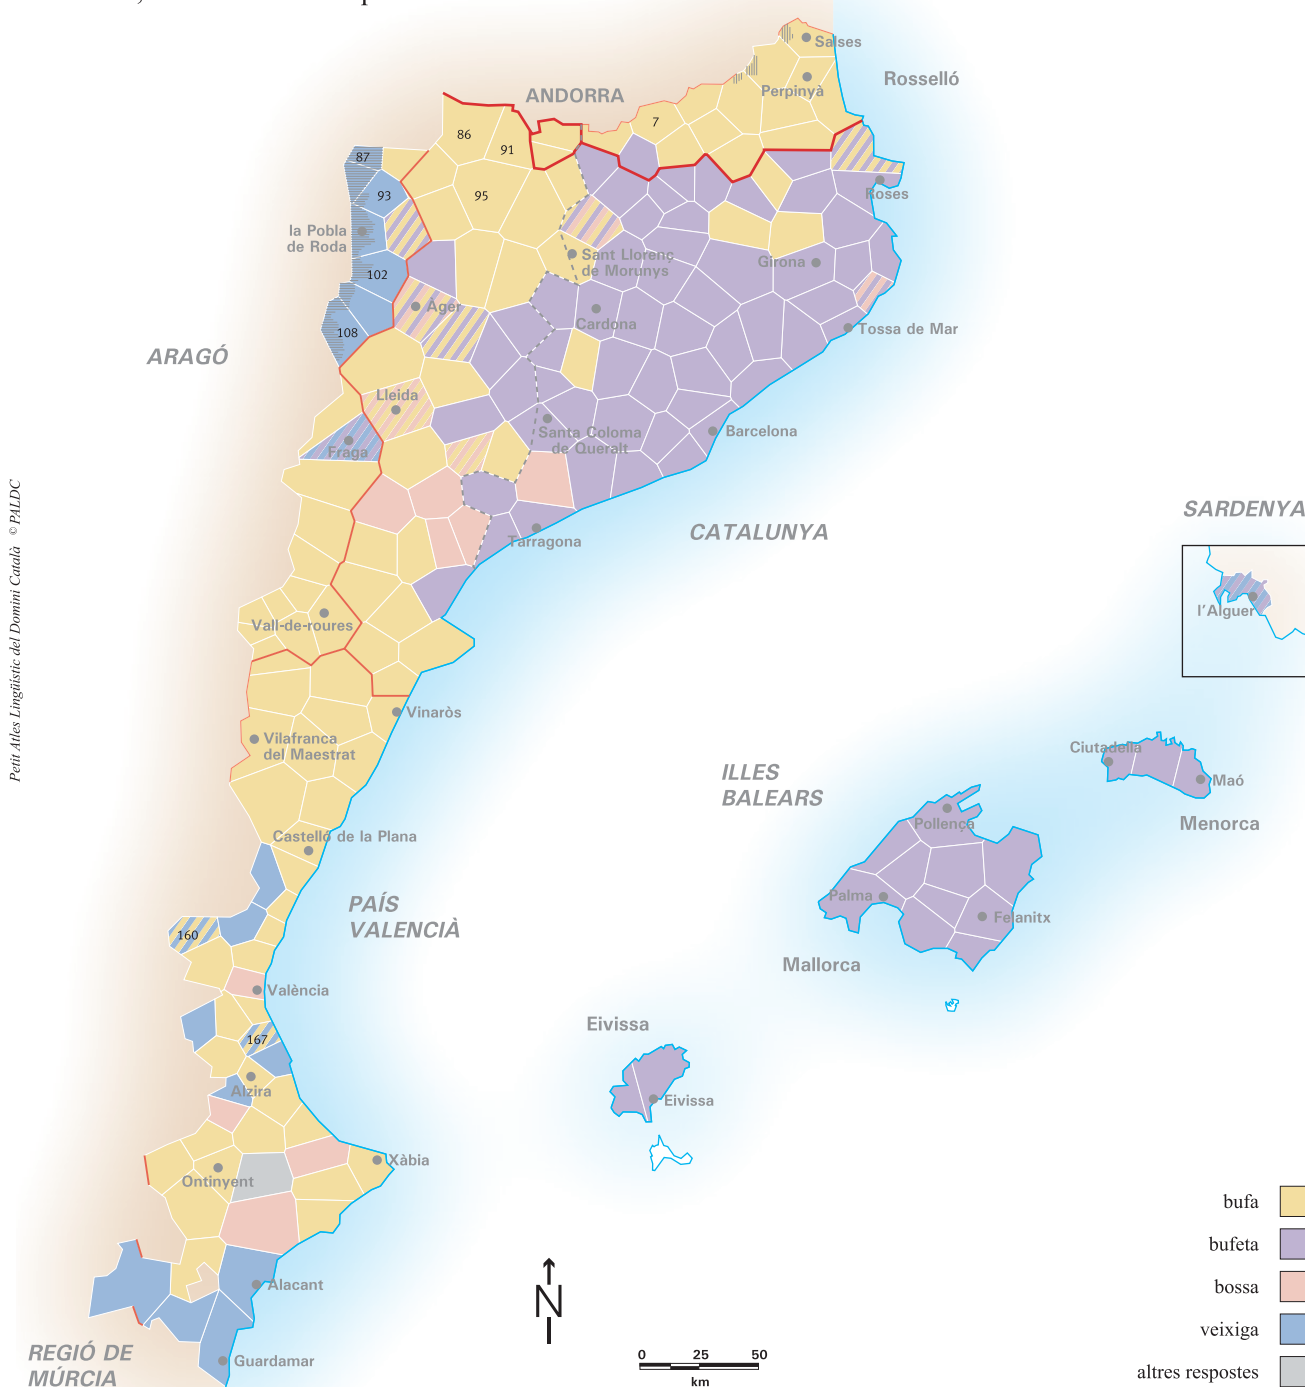 Salses
Rosselló
Perpinyà
ANDORRA
7
86
91
87
93
95
Roses
la Pobla
de Roda
Sant Llorenç
de Morunys
Girona
102
Àger
Cardona
108
Tossa de Mar
ARAGÓ
Lleida
Santa Coloma
de Queralt
Barcelona
Fraga
Petit Atles Lingüístic del Domini Català © PALDC
SARDENYA
CATALUNYA
Tarragona
l'Alguer
Vall-de-roures
Vinaròs
Vilafranca
del Maestrat
Ciutadella
ILLES
BALEARS
Maó
Pollença
Menorca
Castelló de la Plana
PAÍS
VALENCIÀ
Palma
Felanitx
160
Mallorca
València
Eivissa
167
Alzira
Eivissa
Xàbia
Ontinyent
bufa
bufeta
Alacant
bossa
N
veixiga
REGIÓ DE
MÚRCIA
Guardamar
0 25 50
km
altres respostes